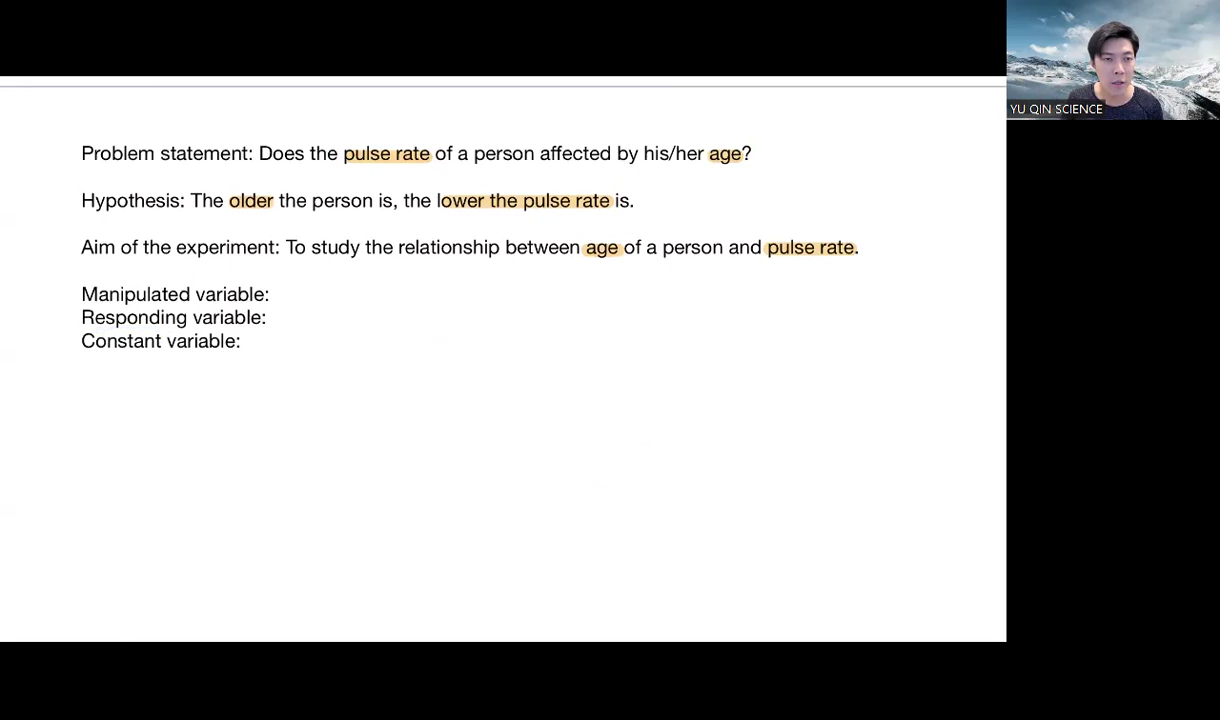 Problem statement: Does the pulse rate of a person affected by his/her age?
Hypothesis: The older the person is, the lower the pulse rate is.
Aim of the experiment: To study the relationship between age of a person and pulse rate.
Manipulated variable:
Responding variable:
Constant variable:
YU QIN SCIENCE